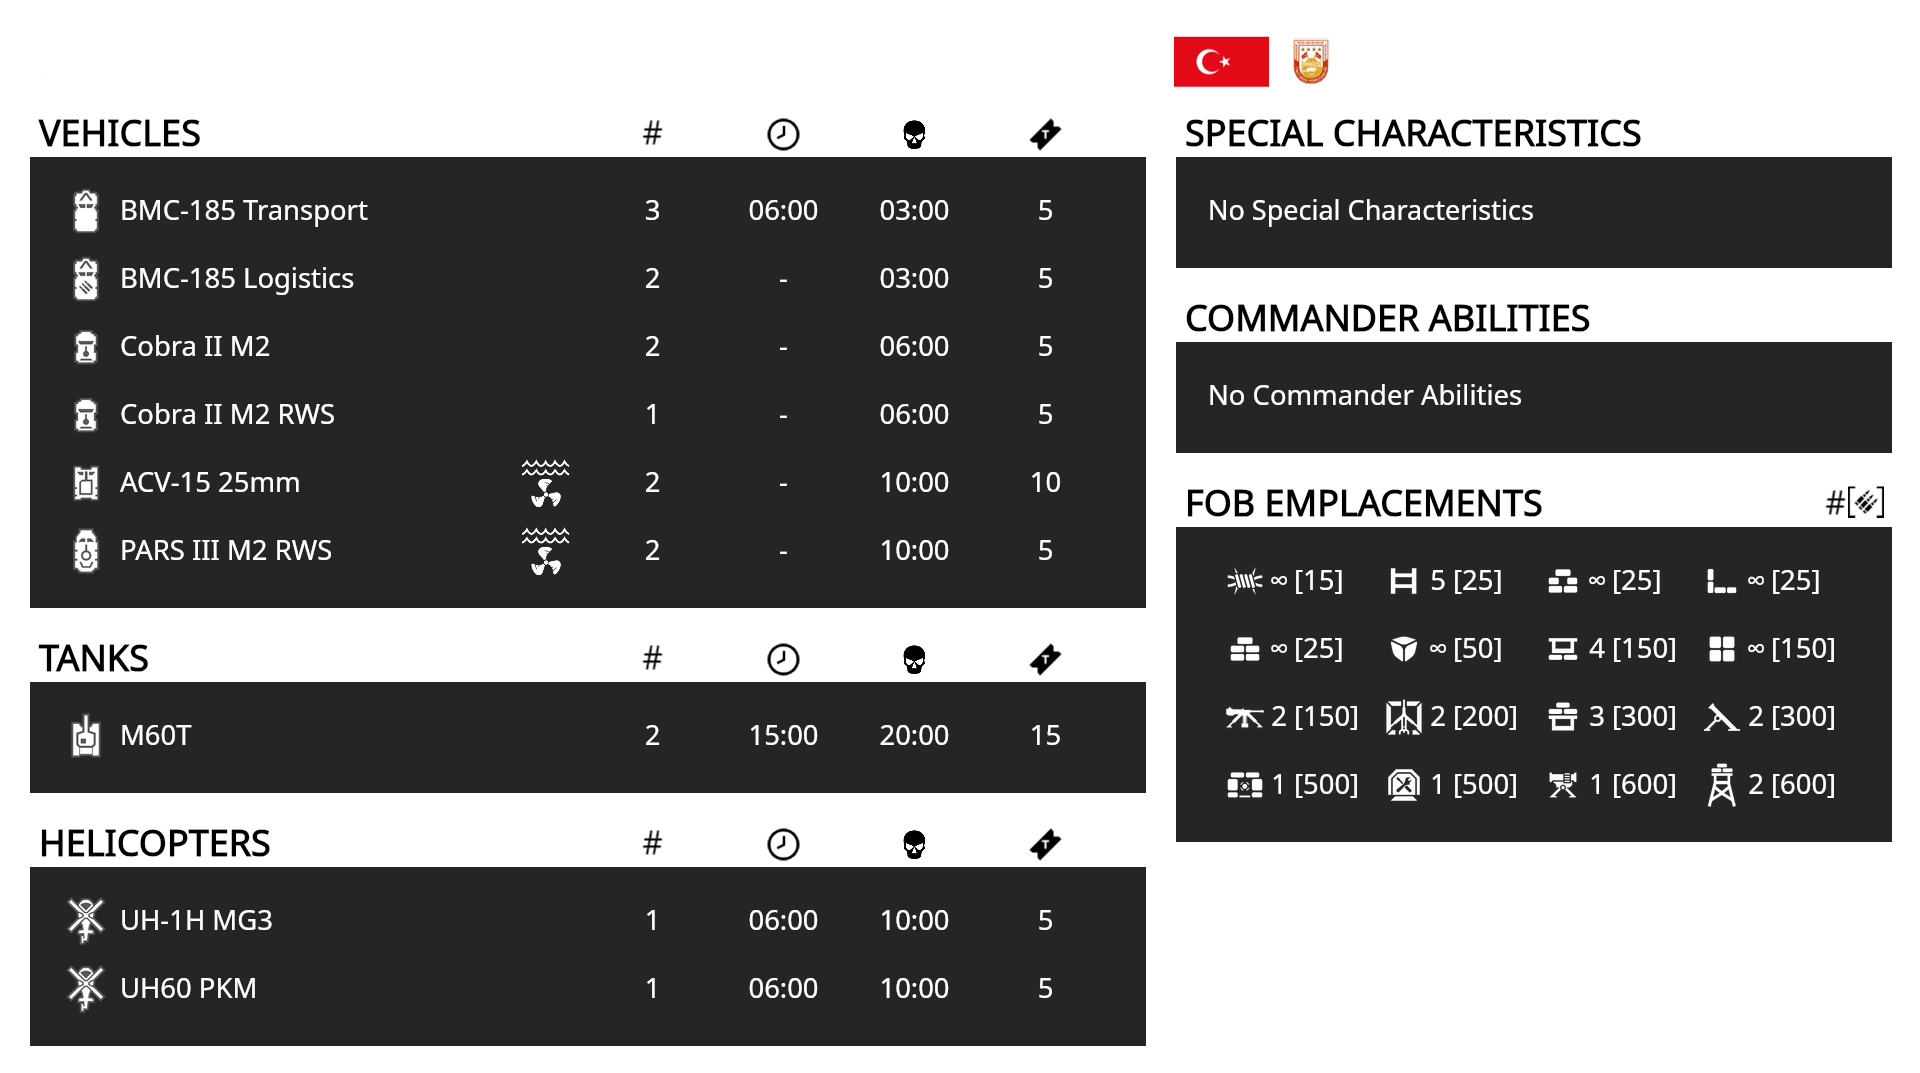 VEHICLES #
BMC-185 Transport 3 06:00 03:00 5
BMC-185 Logistics 2 - 03:00 5
Cobra II M2 2 - 06:00 5
Cobra II M2 RWS 1 - 06:00 5
ACV-15 25mm 2 - 10:00 10
PARS III M2 RWS 2 - 10:00 5
TANKS #
M60T 2 15:00 20:00 15
HELICOPTERS #
UH-1H MG3 1 06:00 10:00 5
UH60 PKM 1 06:00 10:00 5
SPECIAL CHARACTERISTICS
No Special Characteristics
COMMANDER ABILITIES
No Commander Abilities
FOB EMPLACEMENTS #[]
∞ [15] 5 [25] ∞ [25] ∞ [25]
∞ [25] ∞ [50] 4 [150] ∞ [150]
2 [150] 2 [200] 3 [300] 2 [300]
1 [500] 1 [500] 1 [600] 2 [600]